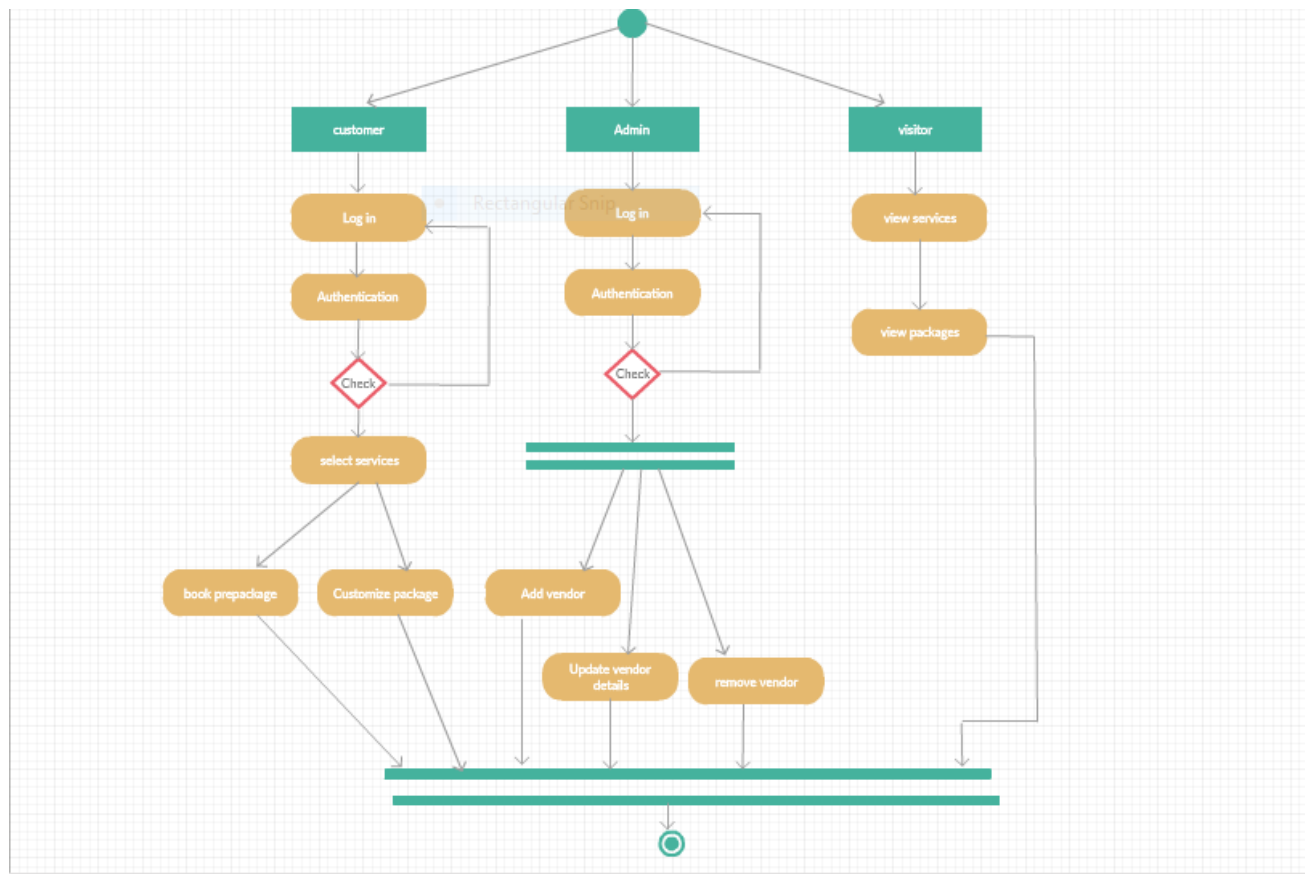 customer
Admin
visitor
Rectangular Snip
Log in
Log in
view services
Authentication
Authentication
view packages
Check
Check
select services
book prepackage
Customize package
Add vendor
Update vendor
details
remove vendor